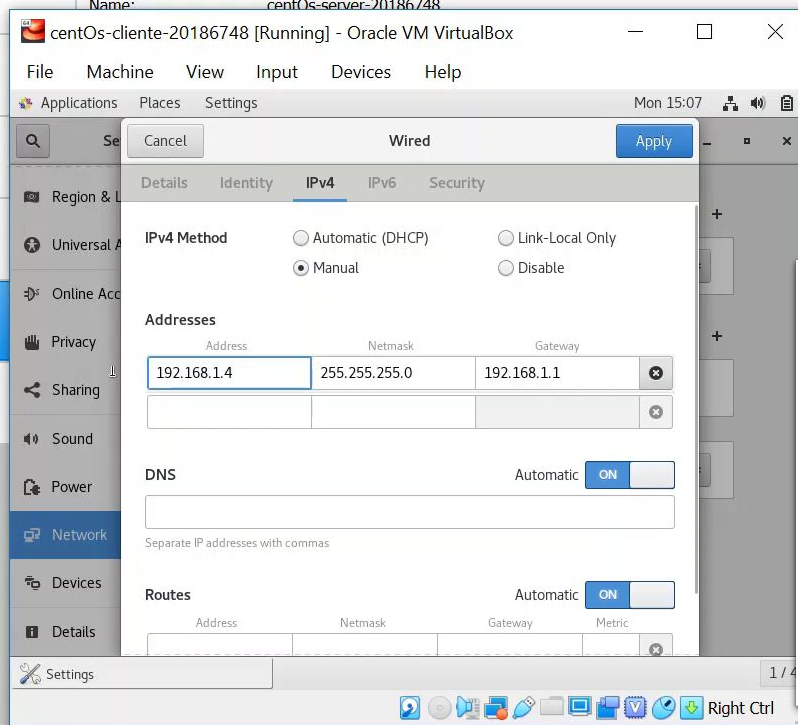 Name: centOs-server-20186748
centOs-cliente-20186748 [Running] - Oracle VM VirtualBox
File Machine View Input Devices Help
Applications Places Settings Mon 15:07
Cancel Wired Apply
Details Identity IPv4 IPv6 Security
Region &
Universal
Online Acc
Privacy
Sharing
Sound
Power
Network
Devices
Details
IPv4 Method Automatic (DHCP) Link-Local Only
Manual Disable
Addresses
Address Netmask Gateway
192.168.1.4 255.255.255.0 192.168.1.1
DNS Automatic ON
Separate IP addresses with commas
Routes Automatic ON
Address Netmask Gateway Metric
Settings 1 / 4
Right Ctrl